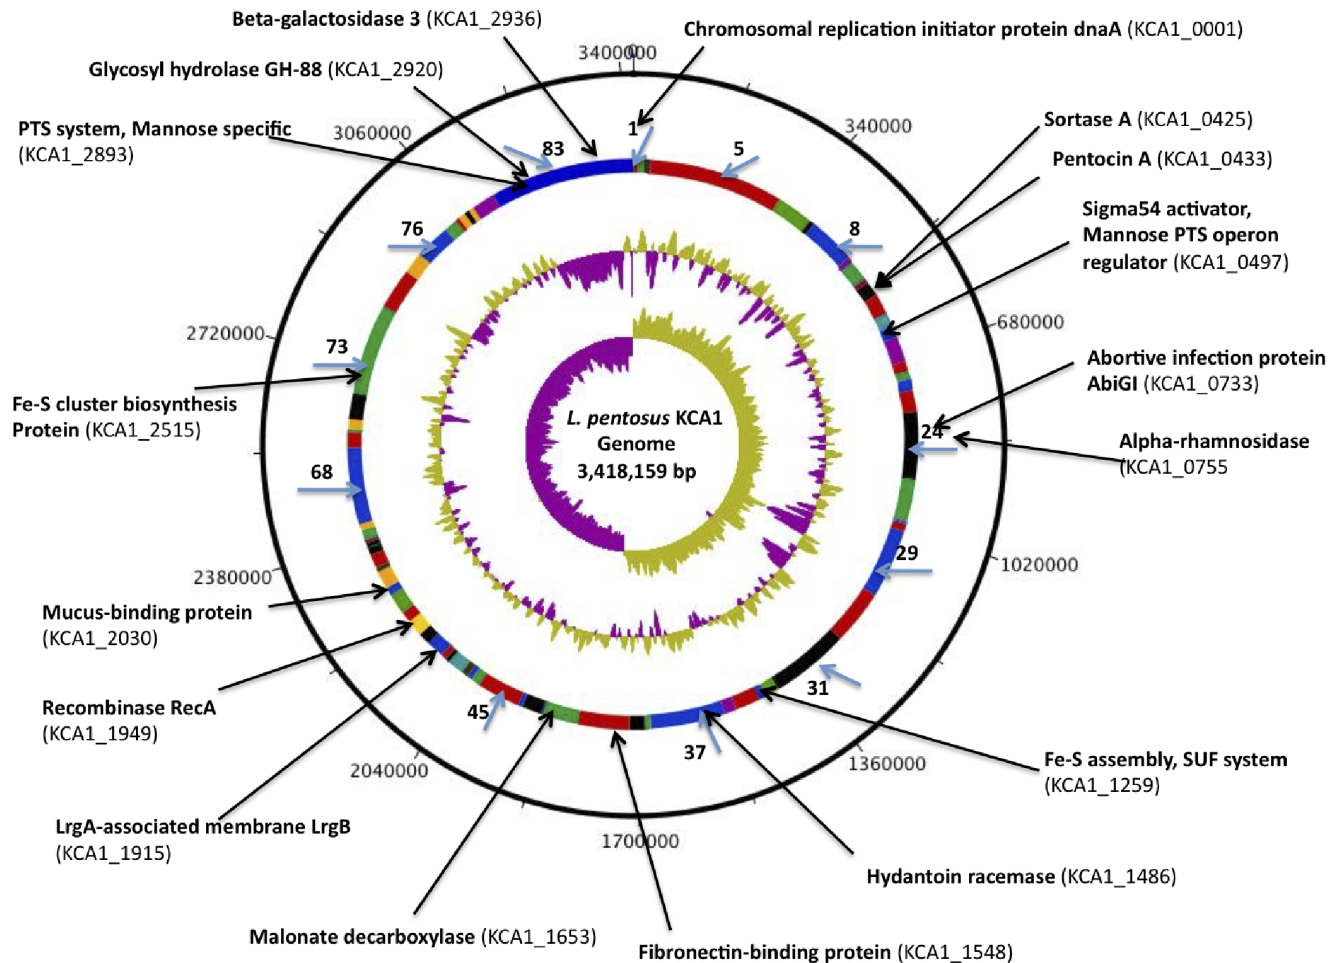 Beta-galactosidase 3 (KCA1_2936)
Chromosomal replication initiator protein dnaA (KCA1_0001)
Glycosyl hydrolase GH-88 (KCA1_2920)
PTS system, Mannose specific
(KCA1_2893)
3400000
3060000
340000
Sortase A (KCA1_0425)
Pentocin A (KCA1_0433)
Sigma54 activator,
Mannose PTS operon
regulator (KCA1_0497)
83
1
5
8
76
2720000
680000
73
Abortive infection protein
AbiGI (KCA1_0733)
Fe-S cluster biosynthesis
Protein (KCA1_2515)
L. pentosus KCA1
Genome
3,418,159 bp
24
Alpha-rhamnosidase
(KCA1_0755
68
29
2380000
1020000
Mucus-binding protein
(KCA1_2030)
Recombinase RecA
(KCA1_1949)
31
45
37
2040000
1360000
1700000
Fe-S assembly, SUF system
(KCA1_1259)
LrgA-associated membrane LrgB
(KCA1_1915)
Hydantoin racemase (KCA1_1486)
Malonate decarboxylase (KCA1_1653)
Fibronectin-binding protein (KCA1_1548)